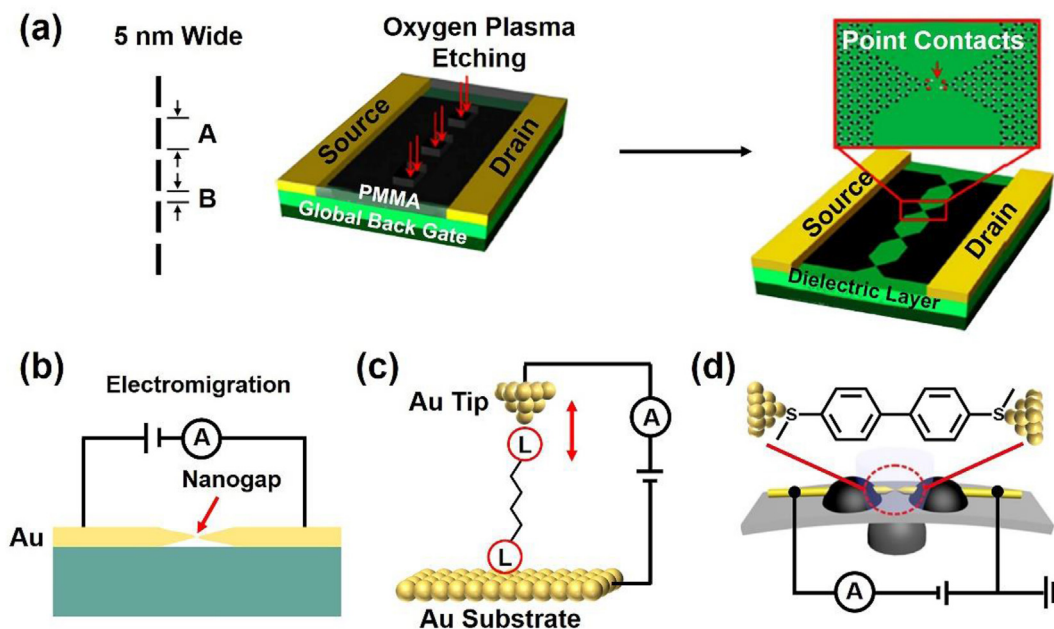 (a)
5 nm Wide
A
B
Oxygen Plasma
Etching
Source
Drain
PMMA
Global Back Gate
Point Contacts
Source
Drain
Dielectric Layer
(b)
Electromigration
A
Nanogap
Au
(c)
Au Tip
L
A
L
Au Substrate
(d)
S
S
A